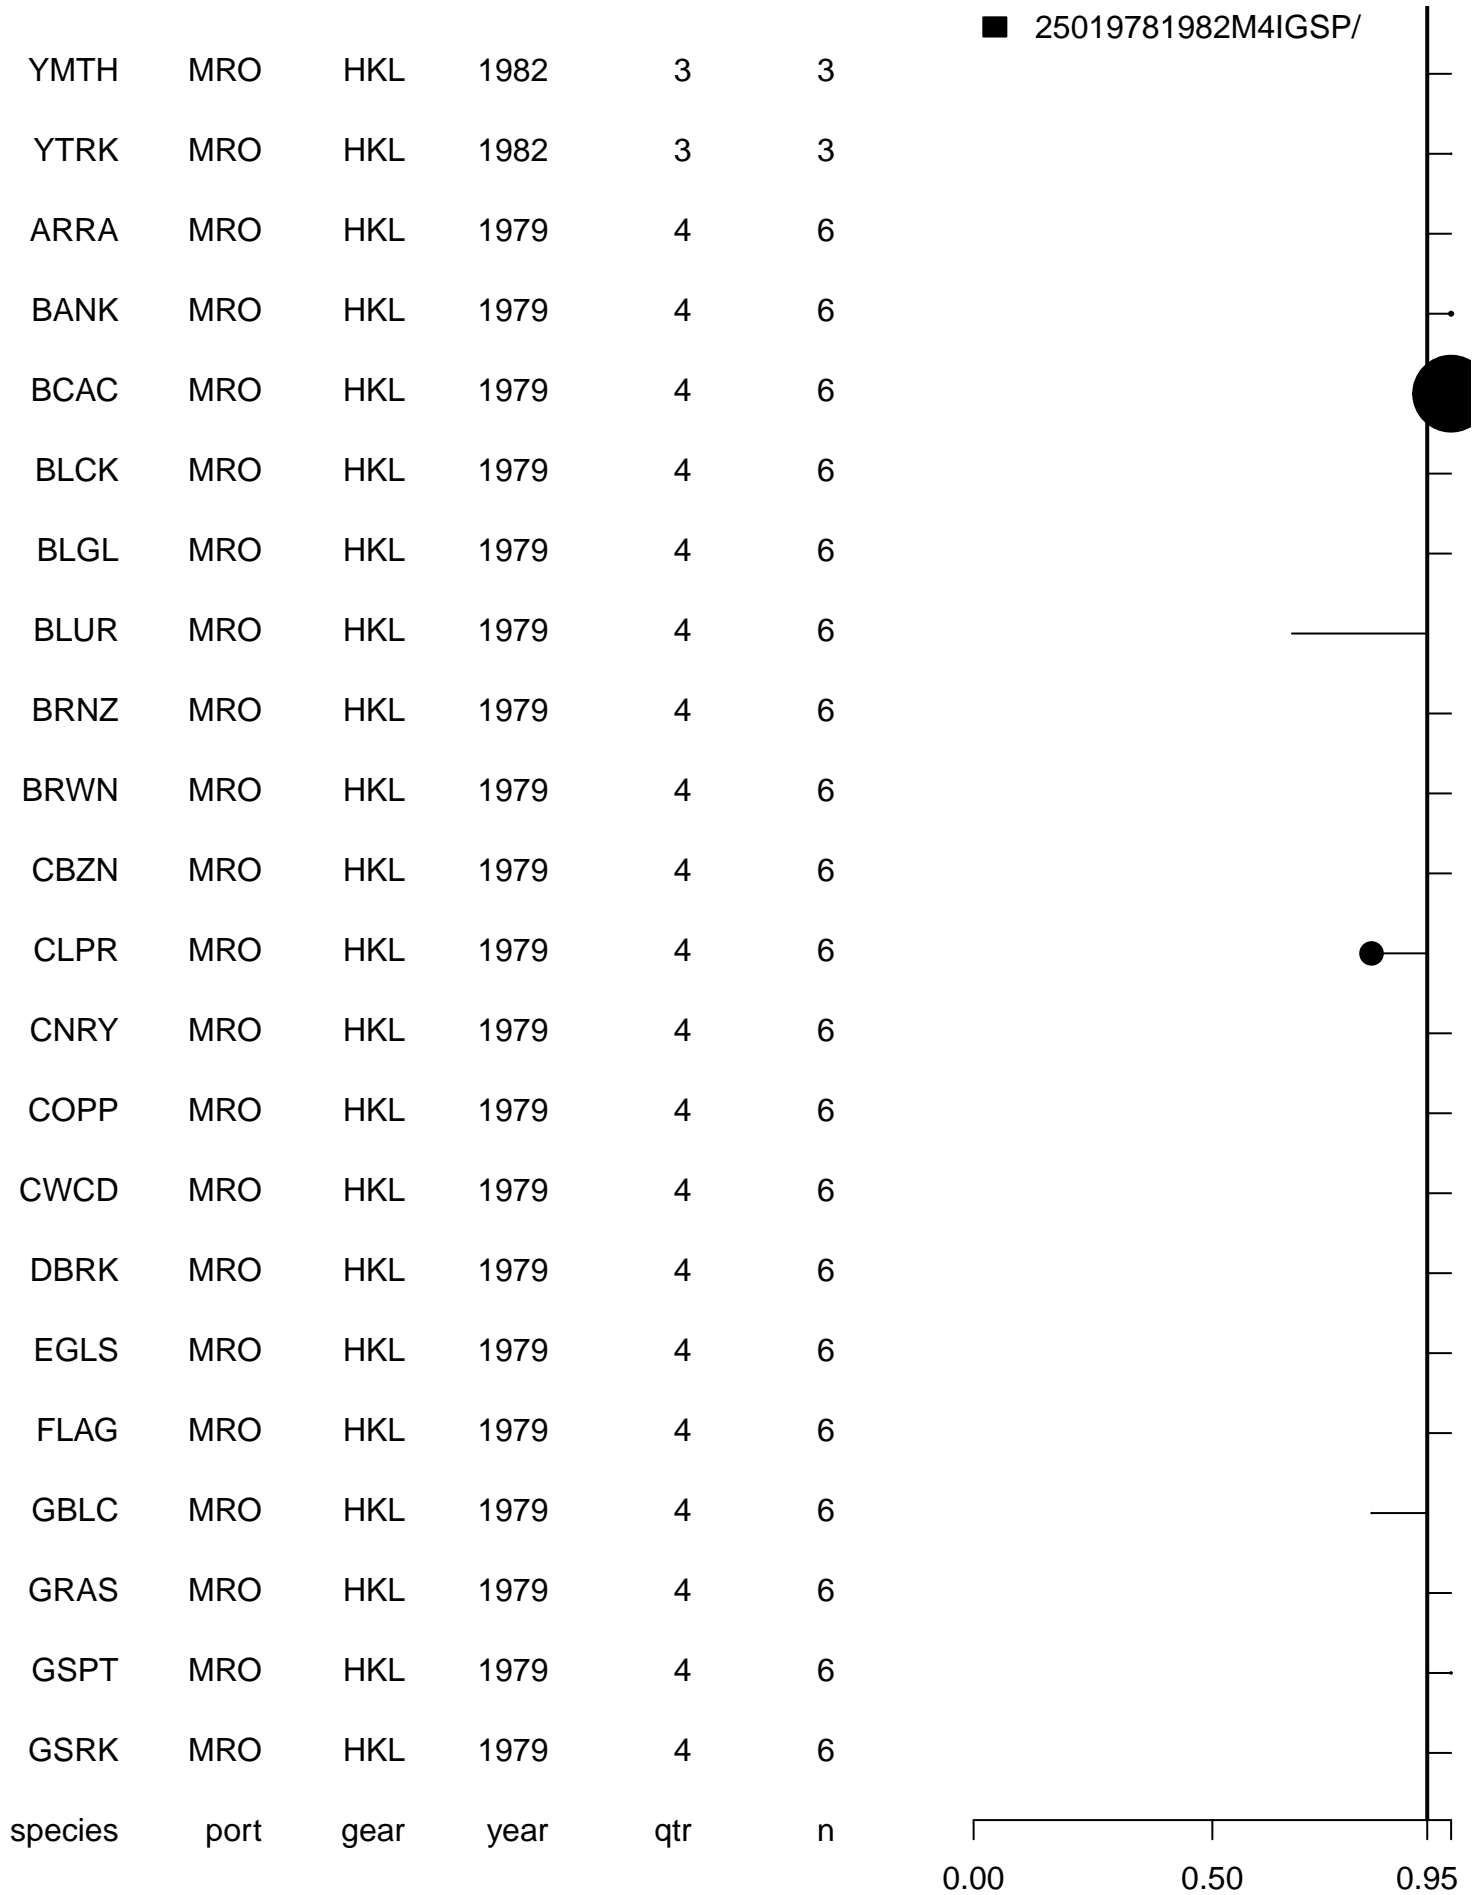 25019781982M4IGSP/
YMTH MRO HKL 1982 3 3
YTRK MRO HKL 1982 3 3
ARRA MRO HKL 1979 4 6
BANK MRO HKL 1979 4 6
BCAC MRO HKL 1979 4 6
BLCK MRO HKL 1979 4 6
BLGL MRO HKL 1979 4 6
BLUR MRO HKL 1979 4 6
BRNZ MRO HKL 1979 4 6
BRWN MRO HKL 1979 4 6
CBZN MRO HKL 1979 4 6
CLPR MRO HKL 1979 4 6
CNRY MRO HKL 1979 4 6
COPP MRO HKL 1979 4 6
CWCD MRO HKL 1979 4 6
DBRK MRO HKL 1979 4 6
EGLS MRO HKL 1979 4 6
FLAG MRO HKL 1979 4 6
GBLC MRO HKL 1979 4 6
GRAS MRO HKL 1979 4 6
GSPT MRO HKL 1979 4 6
GSRK MRO HKL 1979 4 6
species port gear year qtr n
0.00 0.50 0.95